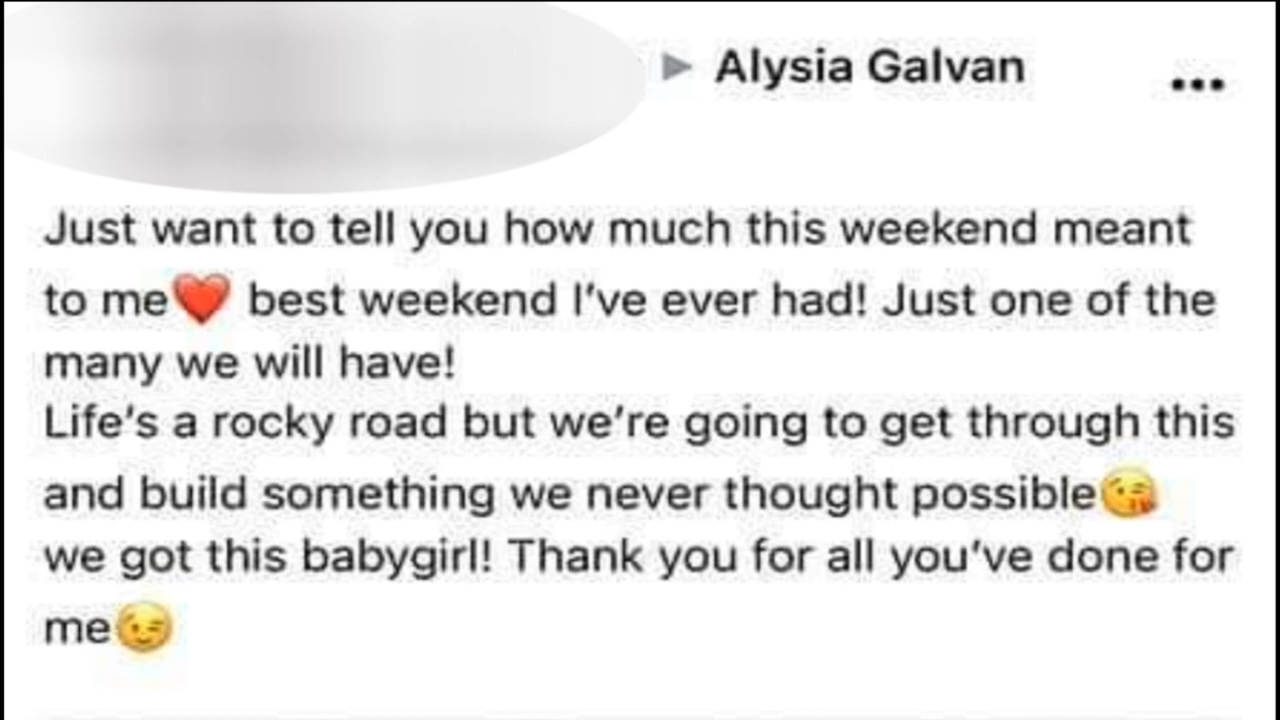 ▶ Alysia Galvan ...
Just want to tell you how much this weekend meant
to me❤️ best weekend I've ever had! Just one of the
many we will have!
Life's a rocky road but we're going to get through this
and build something we never thought possible😘
we got this babygirl! Thank you for all you've done for
me😉